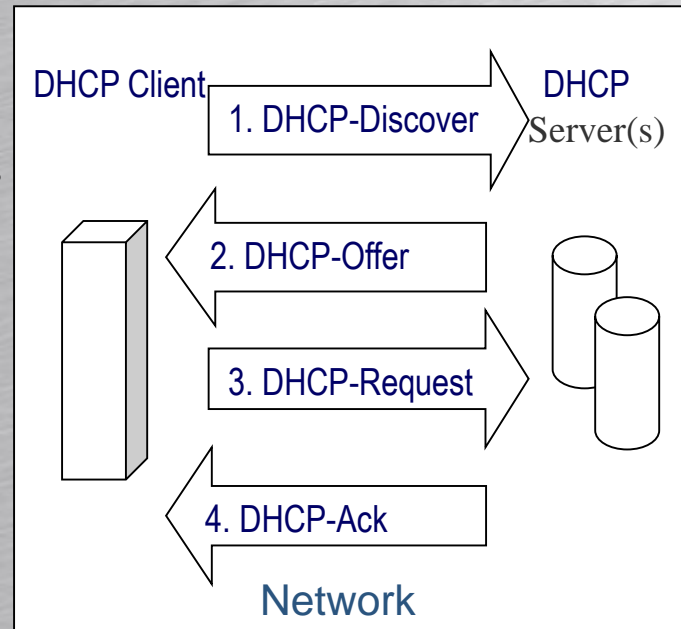 DHCP Client
DHCP
Server(s)
1. DHCP-Discover
2. DHCP-Offer
3. DHCP-Request
4. DHCP-Ack
Network